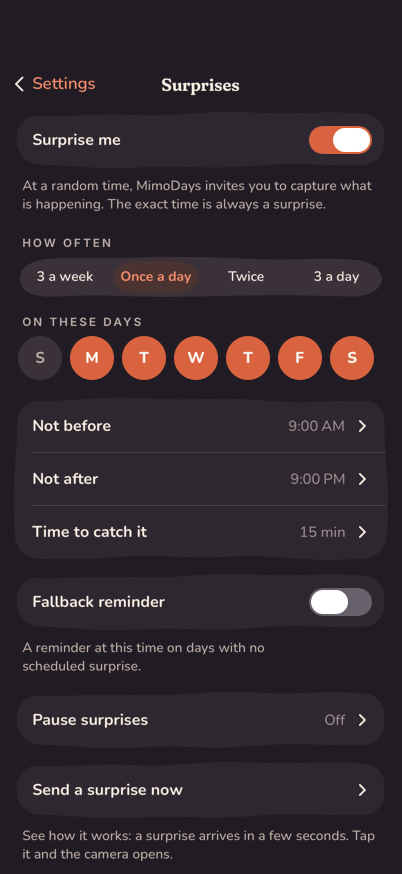 Settings
Surprises
Surprise me
At a random time, MimoDays invites you to capture what
is happening. The exact time is always a surprise.
HOW OFTEN
3 a week Once a day Twice 3 a day
ON THESE DAYS
S M T W T F S
Not before 9:00 AM
Not after 9:00 PM
Time to catch it 15 min
Fallback reminder
A reminder at this time on days with no
scheduled surprise.
Pause surprises Off
Send a surprise now
See how it works: a surprise arrives in a few seconds. Tap
it and the camera opens.